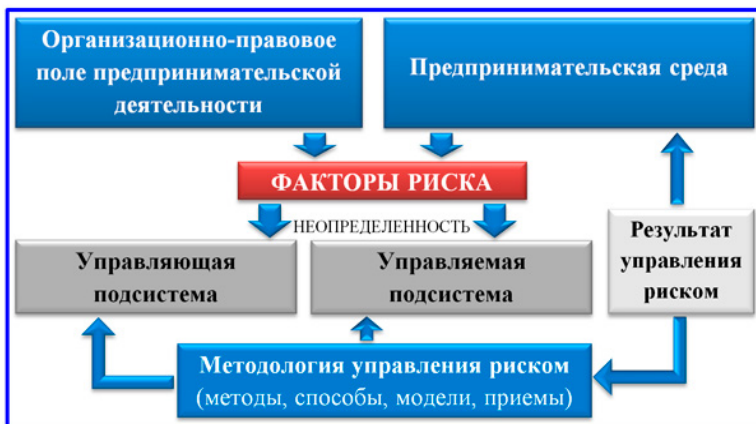 Организационно-правовое
поле предпринимательской
деятельности
Предпринимательская среда
ФАКТОРЫ РИСКА
НЕОПРЕДЕЛЕННОСТЬ
Управляющая
подсистема
Управляемая
подсистема
Результат
управления
риском
Методология управления риском
(методы, способы, модели, приемы)